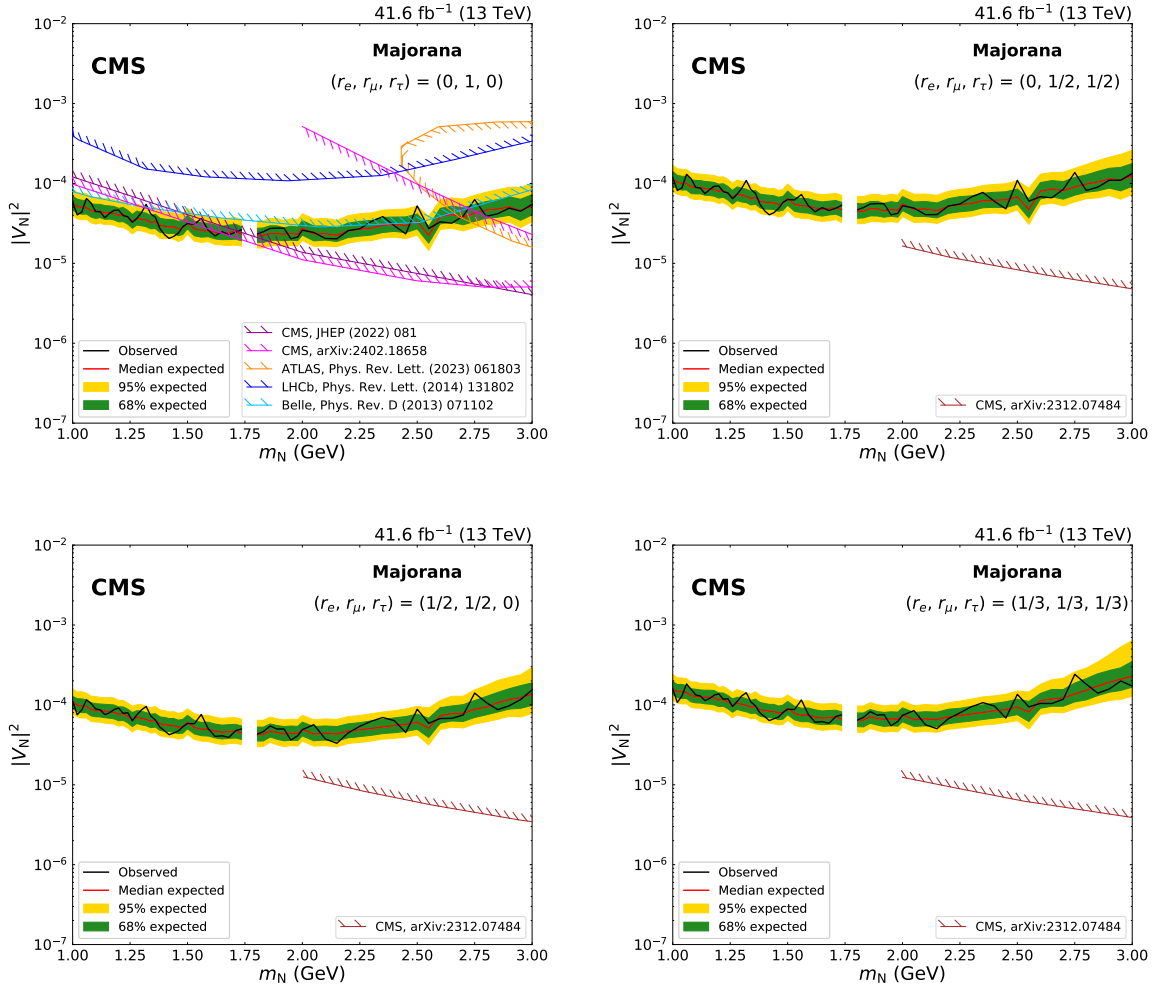 41.6 fb⁻¹ (13 TeV)
CMS
Majorana
(rₑ, r_μ, r_τ) = (0, 1, 0)
|V_N|²
10⁻²
10⁻³
10⁻⁴
10⁻⁵
10⁻⁶
10⁻⁷
Observed
Median expected
95% expected
68% expected
CMS, JHEP (2022) 081
CMS, arXiv:2402.18658
ATLAS, Phys. Rev. Lett. (2023) 061803
LHCb, Phys. Rev. Lett. (2014) 131802
Belle, Phys. Rev. D (2013) 071102
1.00 1.25 1.50 1.75 2.00 2.25 2.50 2.75 3.00
m_N (GeV)
41.6 fb⁻¹ (13 TeV)
CMS
Majorana
(rₑ, r_μ, r_τ) = (0, 1/2, 1/2)
|V_N|²
10⁻²
10⁻³
10⁻⁴
10⁻⁵
10⁻⁶
10⁻⁷
Observed
Median expected
95% expected
68% expected
CMS, arXiv:2312.07484
1.00 1.25 1.50 1.75 2.00 2.25 2.50 2.75 3.00
m_N (GeV)
41.6 fb⁻¹ (13 TeV)
CMS
Majorana
(rₑ, r_μ, r_τ) = (1/2, 1/2, 0)
|V_N|²
10⁻²
10⁻³
10⁻⁴
10⁻⁵
10⁻⁶
10⁻⁷
Observed
Median expected
95% expected
68% expected
CMS, arXiv:2312.07484
1.00 1.25 1.50 1.75 2.00 2.25 2.50 2.75 3.00
m_N (GeV)
41.6 fb⁻¹ (13 TeV)
CMS
Majorana
(rₑ, r_μ, r_τ) = (1/3, 1/3, 1/3)
|V_N|²
10⁻²
10⁻³
10⁻⁴
10⁻⁵
10⁻⁶
10⁻⁷
Observed
Median expected
95% expected
68% expected
CMS, arXiv:2312.07484
1.00 1.25 1.50 1.75 2.00 2.25 2.50 2.75 3.00
m_N (GeV)